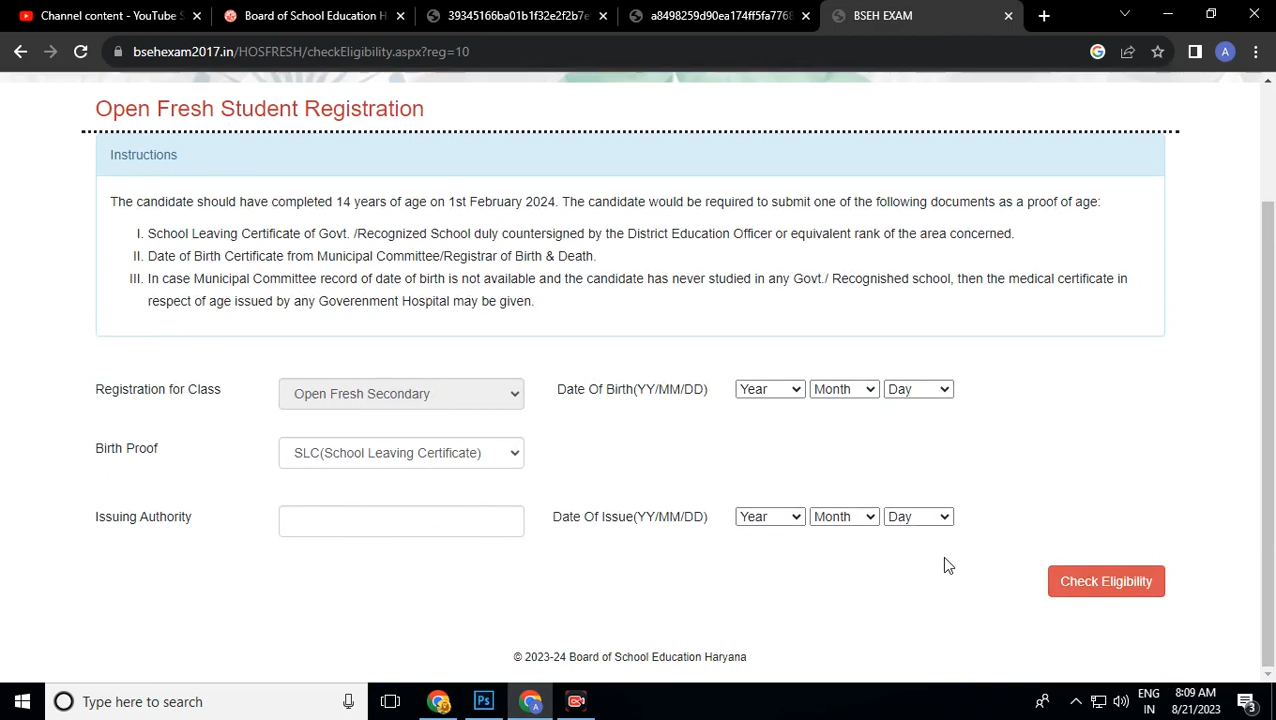 Channel content - YouTube S
Board of School Education H
39345166ba01b1f32e2f2b7e
a8498259d90ea174ff5fa7768
BSEH EXAM
bsehexam2017.in/HOSFRESH/checkEligibility.aspx?reg=10
A
Open Fresh Student Registration
Instructions
The candidate should have completed 14 years of age on 1st February 2024. The candidate would be required to submit one of the following documents as a proof of age:
I. School Leaving Certificate of Govt. /Recognized School duly countersigned by the District Education Officer or equivalent rank of the area concerned.
II. Date of Birth Certificate from Municipal Committee/Registrar of Birth & Death.
III. In case Municipal Committee record of date of birth is not available and the candidate has never studied in any Govt./ Recognished school, then the medical certificate in
respect of age issued by any Goverenment Hospital may be given.
Registration for Class Open Fresh Secondary Date Of Birth(YY/MM/DD) Year Month Day
Birth Proof SLC(School Leaving Certificate)
Issuing Authority Date Of Issue(YY/MM/DD) Year Month Day
Check Eligibility
© 2023-24 Board of School Education Haryana
Type here to search
Ps
A
ENG
IN
8:09 AM
8/21/2023
3